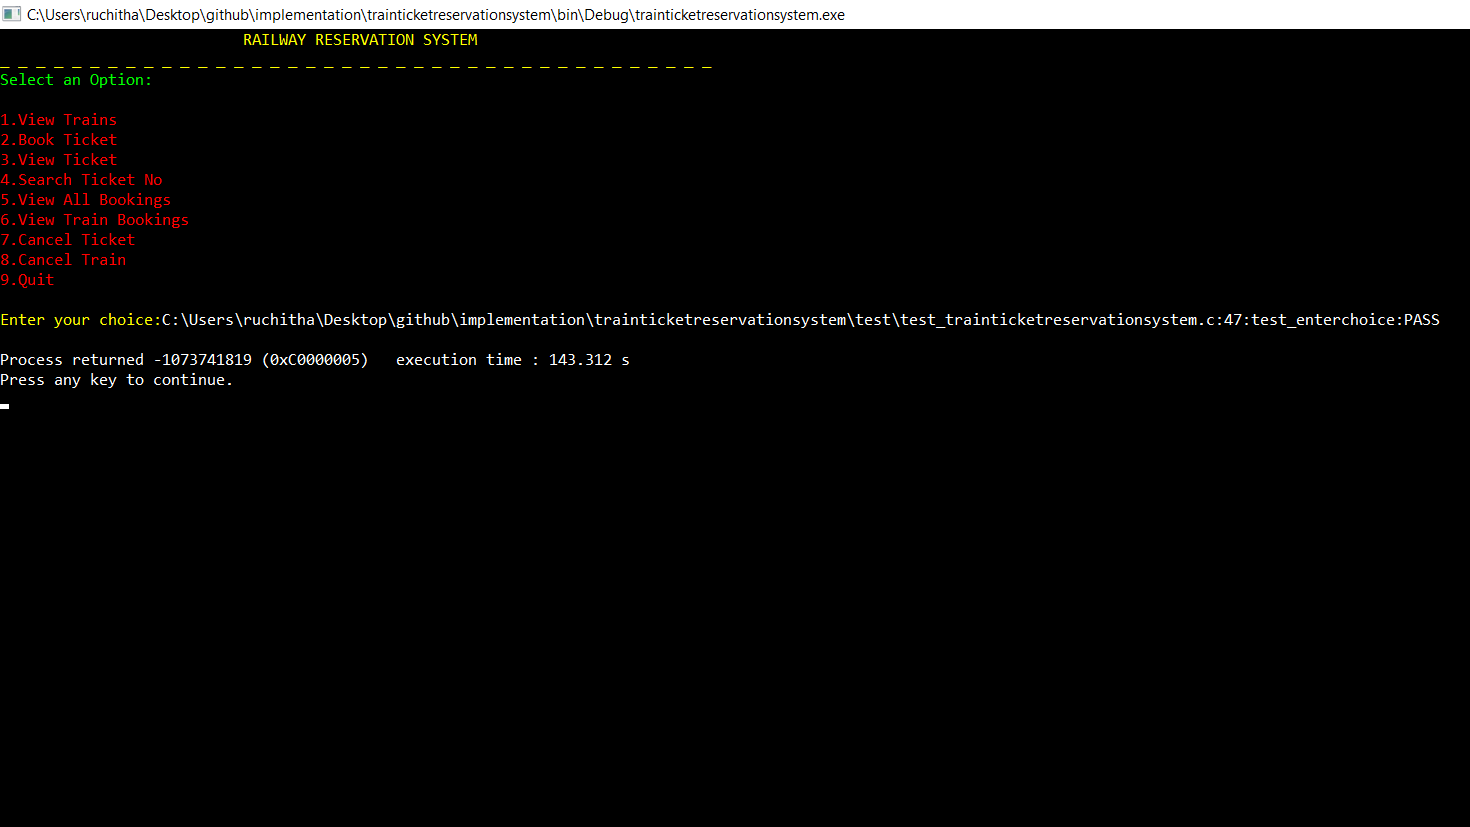 C:\Users\ruchitha\Desktop\github\implementation\trainticketreservationsystem\bin\Debug\trainticketreservationsystem.exe
RAILWAY RESERVATION SYSTEM
_ _ _ _ _ _ _ _ _ _ _ _ _ _ _ _ _ _ _ _ _ _ _ _ _ _ _ _ _ _ _ _ _ _ _ _ _ _ _ _
Select an Option:
1.View Trains
2.Book Ticket
3.View Ticket
4.Search Ticket No
5.View All Bookings
6.View Train Bookings
7.Cancel Ticket
8.Cancel Train
9.Quit
Enter your choice:C:\Users\ruchitha\Desktop\github\implementation\trainticketreservationsystem\test\test_trainticketreservationsystem.c:47:test_enterchoice:PASS
Process returned -1073741819 (0xC0000005)   execution time : 143.312 s
Press any key to continue.